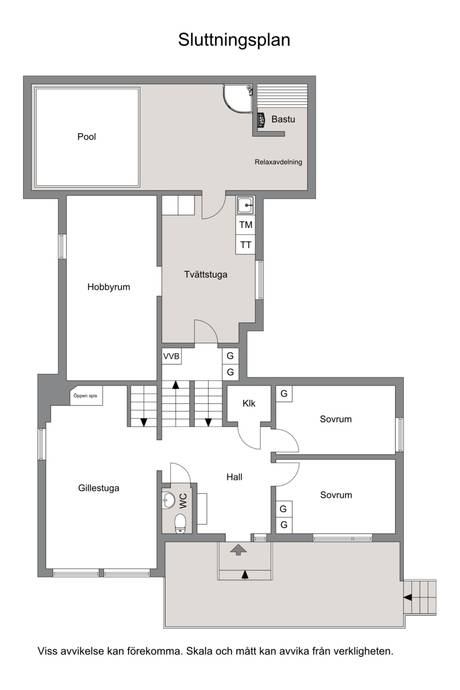 Sluttningsplan
Bastu
Pool
Relaxavdelning
TM
TT
Tvättstuga
Hobbyrum
VVB
G
G
Öppen spis
G
Klk
Sovrum
Hall
Gillestuga
Sovrum
WC
G
G
Viss avvikelse kan förekomma. Skala och mått kan avvika från verkligheten.